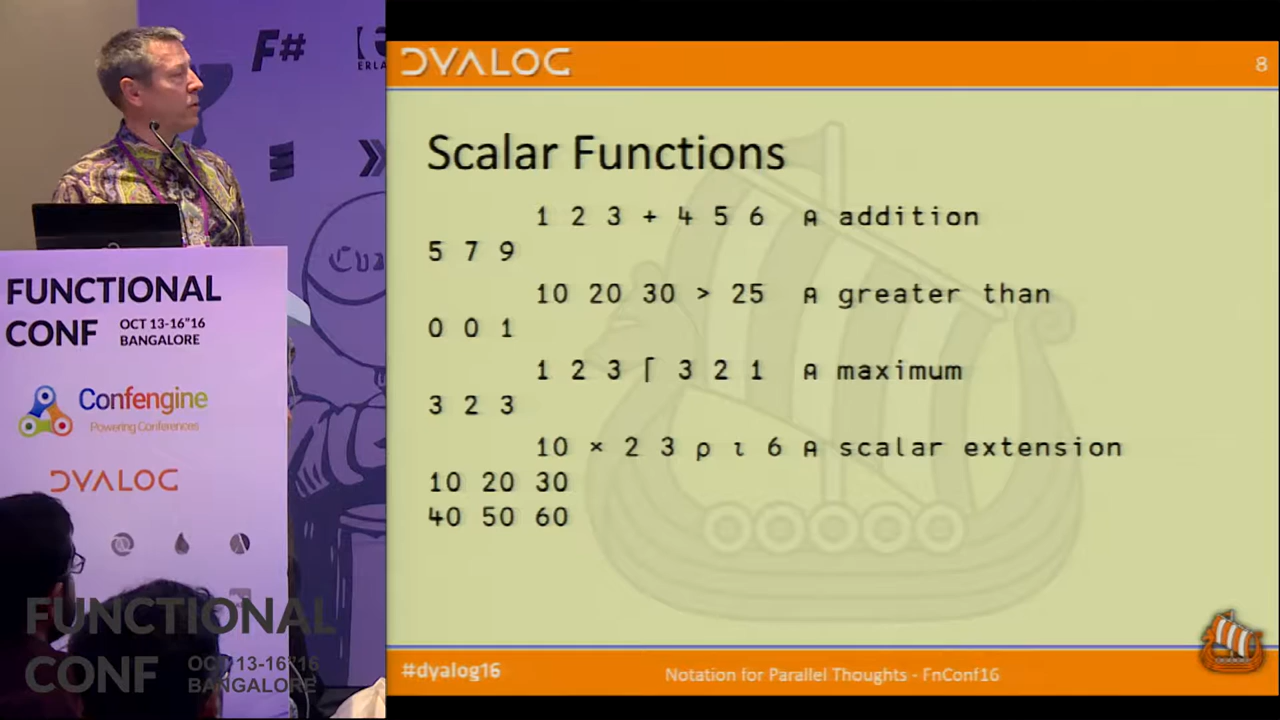 F#
ERLA
DYALOG
8
Scalar Functions
1 2 3 + 4 5 6 ⍝ addition
5 7 9
10 20 30 > 25 ⍝ greater than
0 0 1
1 2 3 ⌈ 3 2 1 ⍝ maximum
3 2 3
10 × 2 3 ⍴ ⍳ 6 ⍝ scalar extension
10 20 30
40 50 60
#dyalog16
Notation for Parallel Thoughts - FnConf16
FUNCTIONAL
CONF
OCT 13-16"16
BANGALORE
Confengine
Powering Conferences
DYALOG
FUNCTIONAL
CONF
OCT 13-16"16
BANGALORE